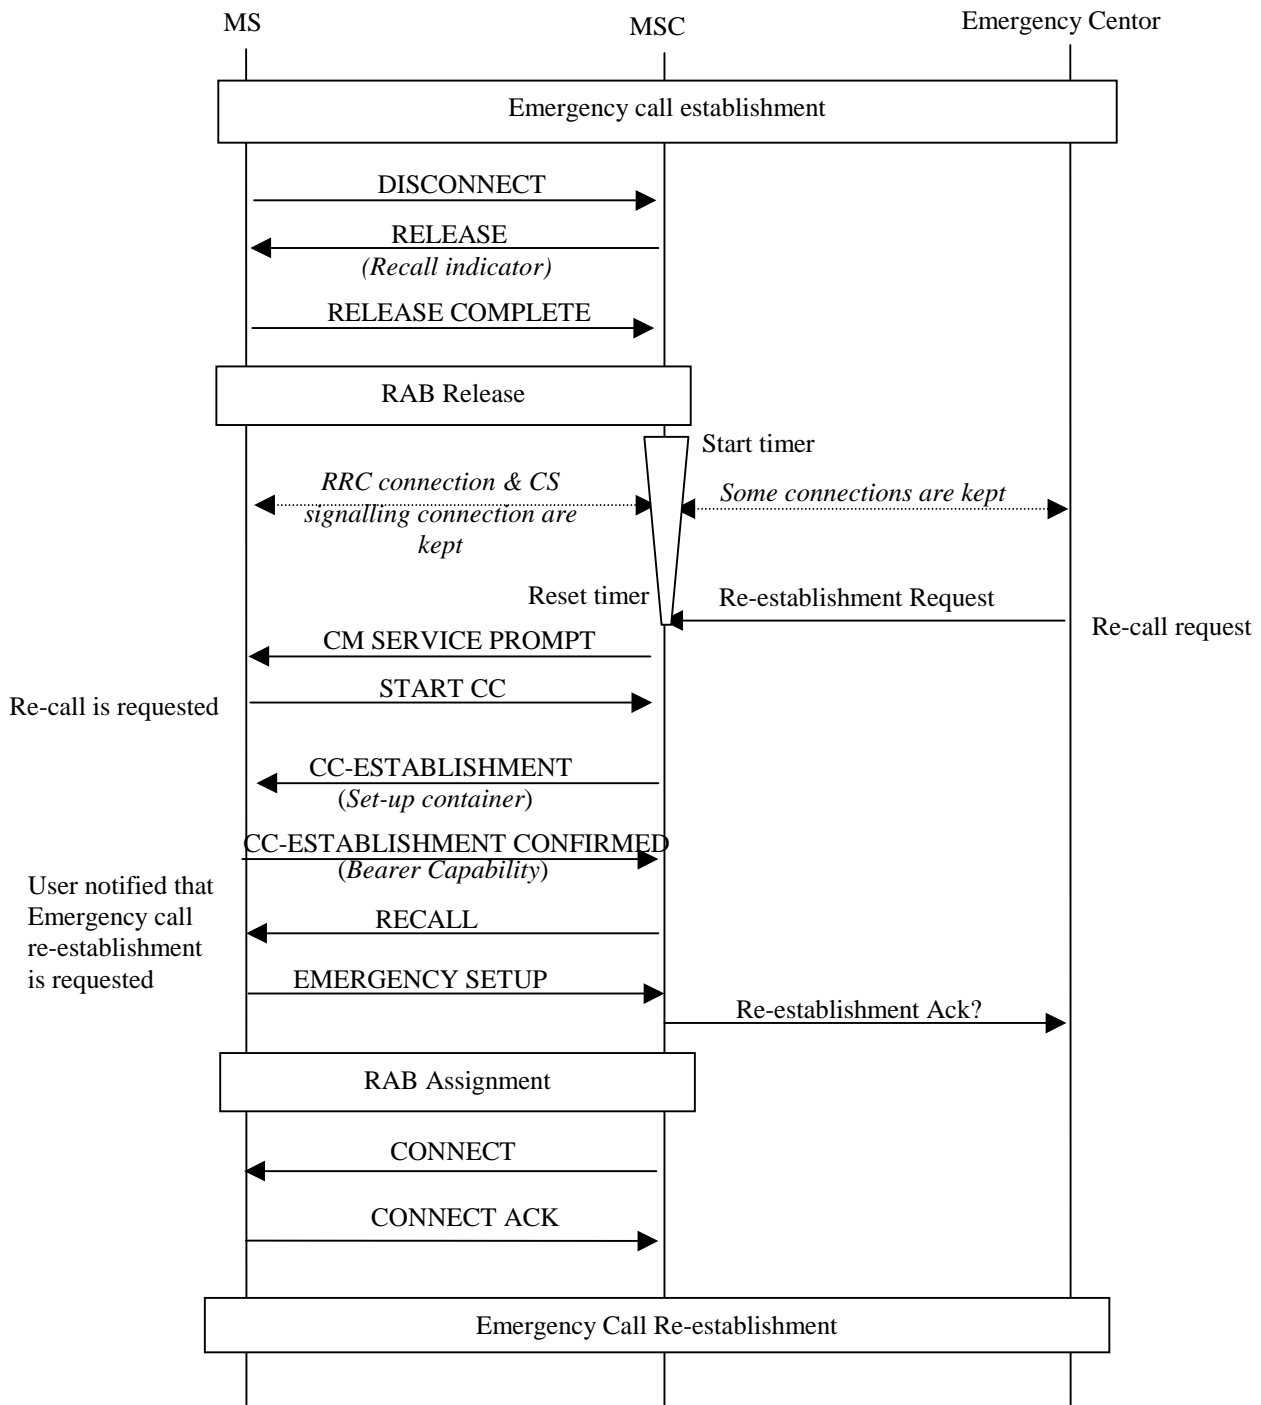 MS
MSC
Emergency Centor
Emergency call establishment
DISCONNECT
RELEASE
(Recall indicator)
RELEASE COMPLETE
RAB Release
Start timer
RRC connection & CS
signalling connection are
kept
Some connections are kept
Reset timer
Re-establishment Request
Re-call request
CM SERVICE PROMPT
START CC
Re-call is requested
CC-ESTABLISHMENT
(Set-up container)
CC-ESTABLISHMENT CONFIRMED
(Bearer Capability)
User notified that
Emergency call
re-establishment
is requested
RECALL
EMERGENCY SETUP
Re-establishment Ack?
RAB Assignment
CONNECT
CONNECT ACK
Emergency Call Re-establishment